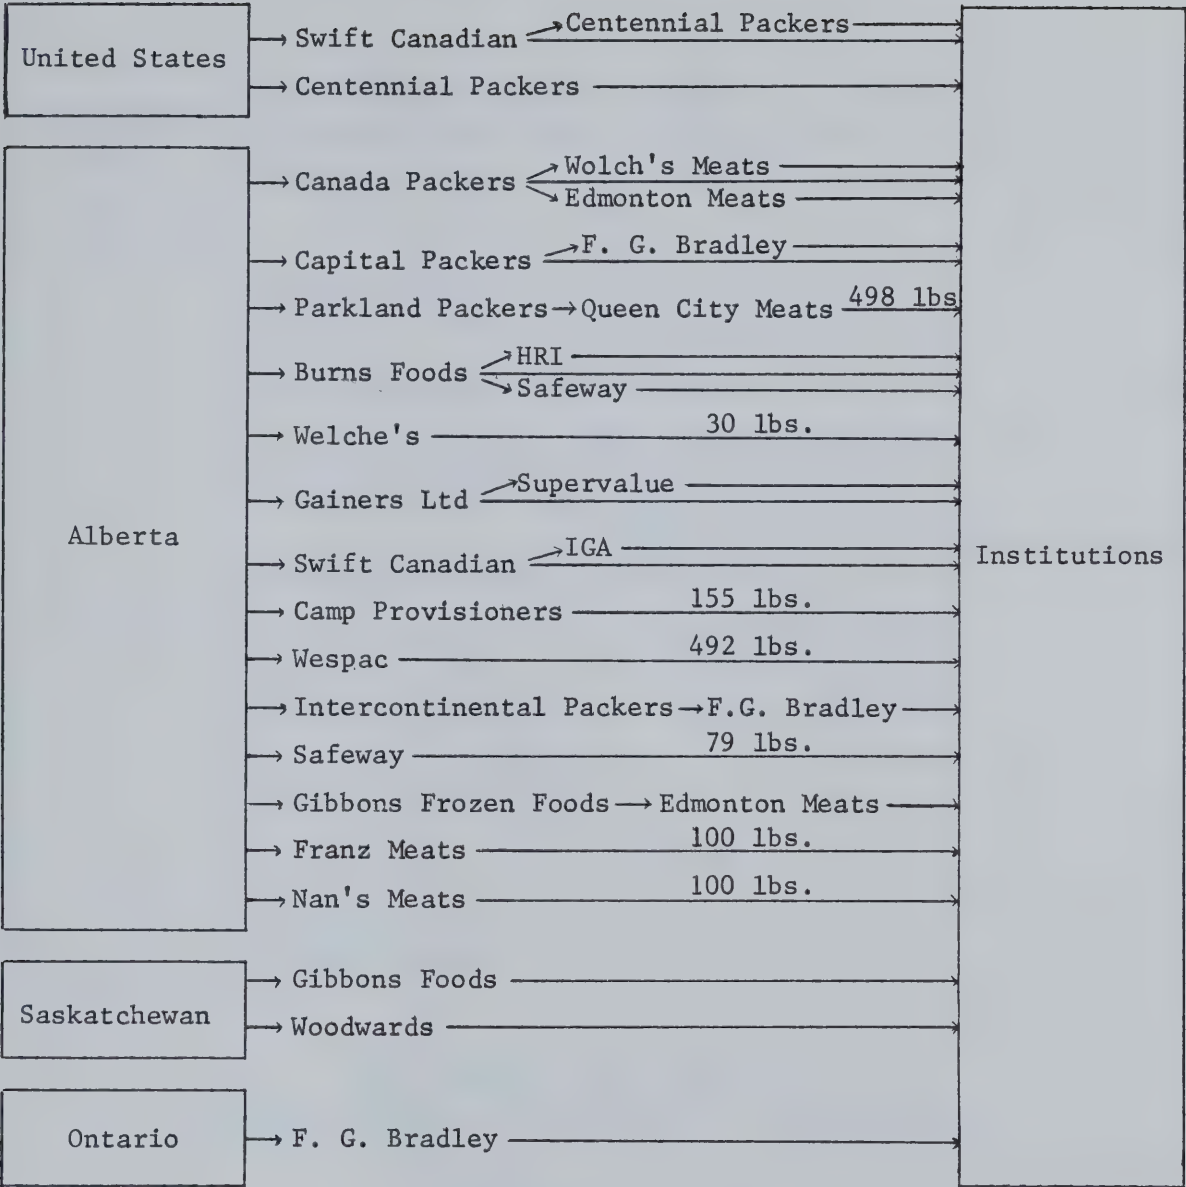 United States
Swift Canadian
Centennial Packers
Centennial Packers
Alberta
Canada Packers
Wolch's Meats
Edmonton Meats
Capital Packers
F. G. Bradley
Parkland Packers
Queen City Meats
498 lbs
Burns Foods
HRI
Safeway
Welche's
30 lbs.
Gainers Ltd
Supervalue
Swift Canadian
IGA
Camp Provisioners
155 lbs.
Wespac
492 lbs.
Intercontinental Packers
F.G. Bradley
Safeway
79 lbs.
Gibbons Frozen Foods
Edmonton Meats
Franz Meats
100 lbs.
Nan's Meats
100 lbs.
Saskatchewan
Gibbons Foods
Woodwards
Ontario
F. G. Bradley
Institutions